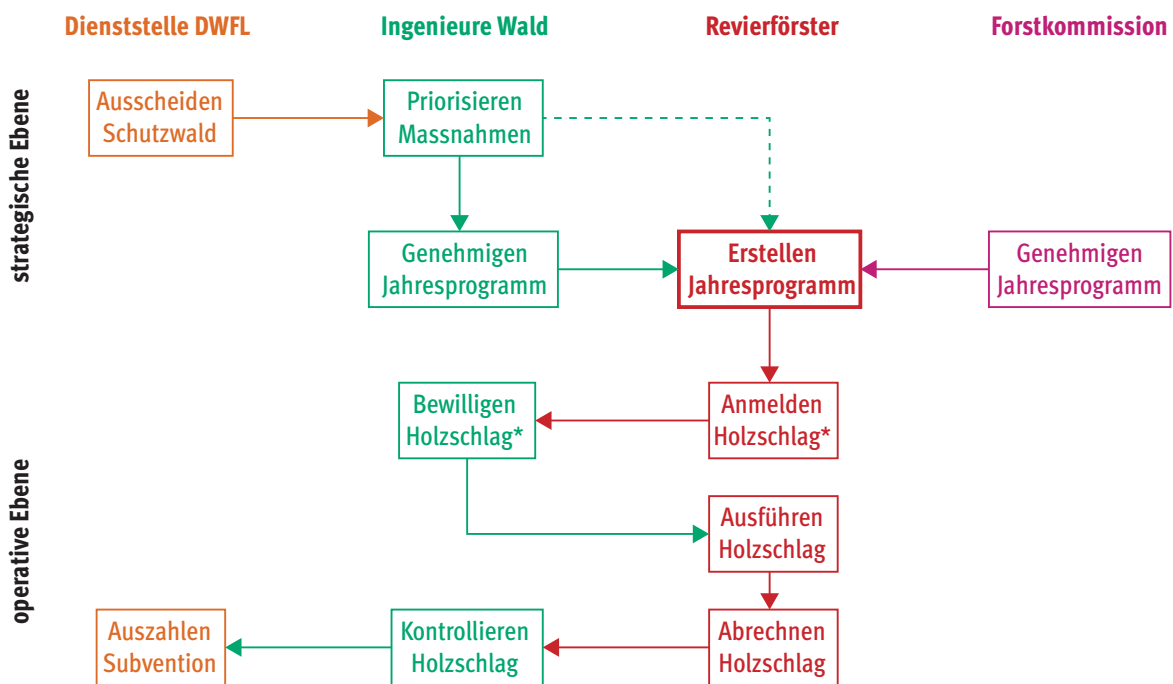 Dienststelle DWFL
Ingenieure Wald
Revierförster
Forstkommission
strategische Ebene
Ausscheiden
Schutzwald
Priorisieren
Massnahmen
Genehmigen
Jahresprogramm
Erstellen
Jahresprogramm
Genehmigen
Jahresprogramm
operative Ebene
Bewilligen
Holzschlag*
Anmelden
Holzschlag*
Ausführen
Holzschlag
Auszahlen
Subvention
Kontrollieren
Holzschlag
Abrechnen
Holzschlag